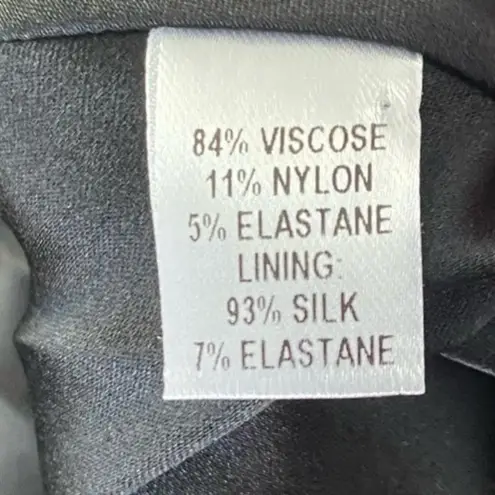 84% VISCOSE
11% NYLON
5% ELASTANE
LINING:
93% SILK
7% ELASTANE